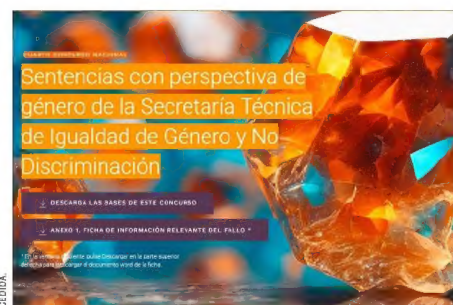 CUARTO CONCURSO NACIONAL
Sentencias con perspectiva de
género de la Secretaría Técnica
de Igualdad de Género y No
Discriminación
DESCARGA LAS BASES DE ESTE CONCURSO
ANEXO 1. FICHA DE INFORMACIÓN RELEVANTE DEL FALLO *
* En la ventana siguiente pulse Descargar en la parte superior
derecha para descargar el documento word de la ficha.
CEDIDA.